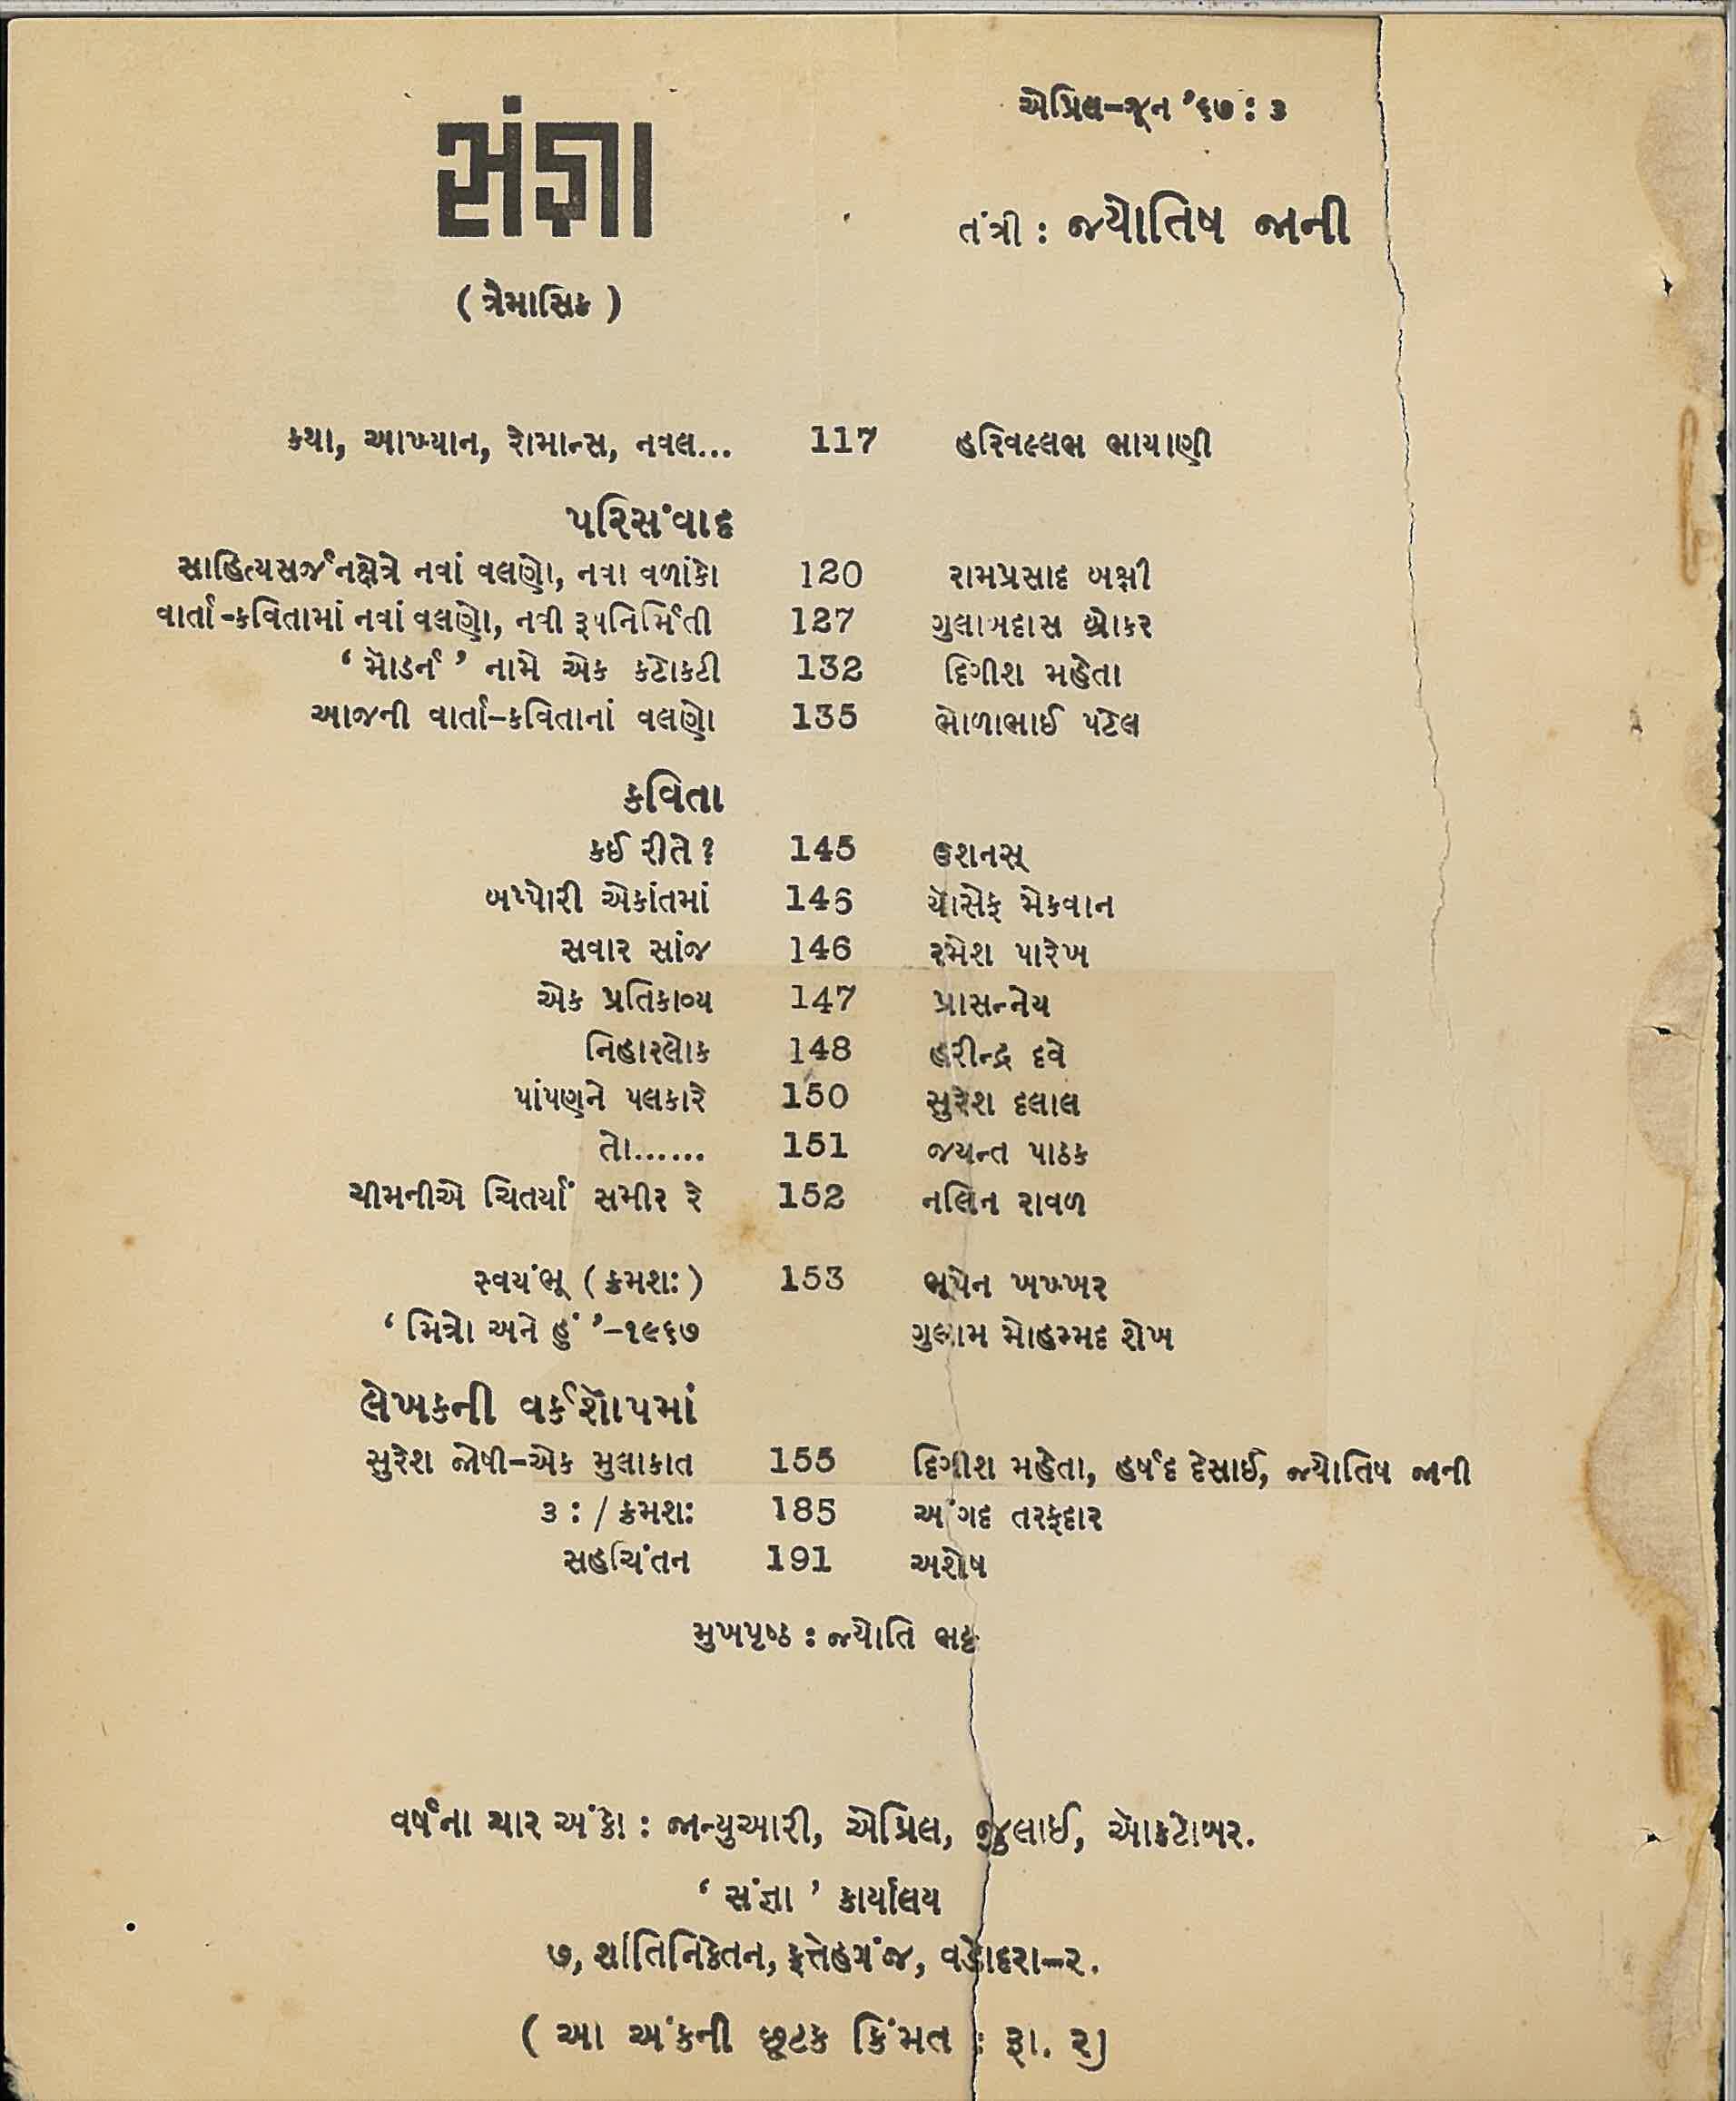 એપ્રિલ–જૂન ’૬૭ : ૩
સંજ્ઞા
તંત્રી : જ્યોતિષ જાની
( ત્રૈમાસિક )
કથા, આખ્યાન, રોમાન્સ, નવલ... 117 હરિવલ્લભ ભાયાણી
પરિસંવાદ
સાહિત્યસર્જનક્ષેત્રે નવાં વલણો, નવા વળાંકો 120 રામપ્રસાદ બક્ષી
વાર્તા-કવિતામાં નવાં વલણો, નવી રૂપનિર્મિતી 127 ગુલાબદાસ બ્રોકર
‘ મૉડર્ન ’ નામે એક કટોકટી 132 દિગીશ મહેતા
આજની વાર્તા–કવિતાનાં વલણો 135 ભોળાભાઈ પટેલ
કવિતા
કઈ રીતે ? 145 ઉશનસ્
બપ્પોરી એકાંતમાં 146 યૉસેફ મેકવાન
સવાર સાંજ 146 રમેશ પારેખ
એક પ્રતિકાવ્ય 147 પ્રાસન્નેય
નિહારલોક 148 હરીન્દ્ર દવે
પાંપણને પલકારે 150 સુરેશ દલાલ
તો...... 151 જયન્ત પાઠક
ચીમનીએ ચિતર્યાં સમીર રે 152 નલિન રાવળ
સ્વયંભૂ ( ક્રમશઃ ) 153 ભૂપેન ખખ્ખર
‘ મિત્રો અને હું ’–૧૯૬૭ ગુલામ મોહમ્મદ શેખ
લેખકની વર્કશૉપમાં
સુરેશ જોષી–એક મુલાકાત 155 દિગીશ મહેતા, હર્ષદ દેસાઈ, જ્યોતિષ જાની
૩ : / ક્રમશઃ 185 અંગદ તરફદાર
સહચિંતન 191 અશેષ
મુખપૃષ્ઠ : જ્યોતિ ભટ્ટ
વર્ષના ચાર અંકો : જાન્યુઆરી, એપ્રિલ, જુલાઈ, ઑકટોબર.
‘ સંજ્ઞા ’ કાર્યાલય
૭, શાંતિનિકેતન, ફત્તેહગંજ, વડોદરા–૨.
( આ અંકની છૂટક કિંમત : રૂા. ૨)